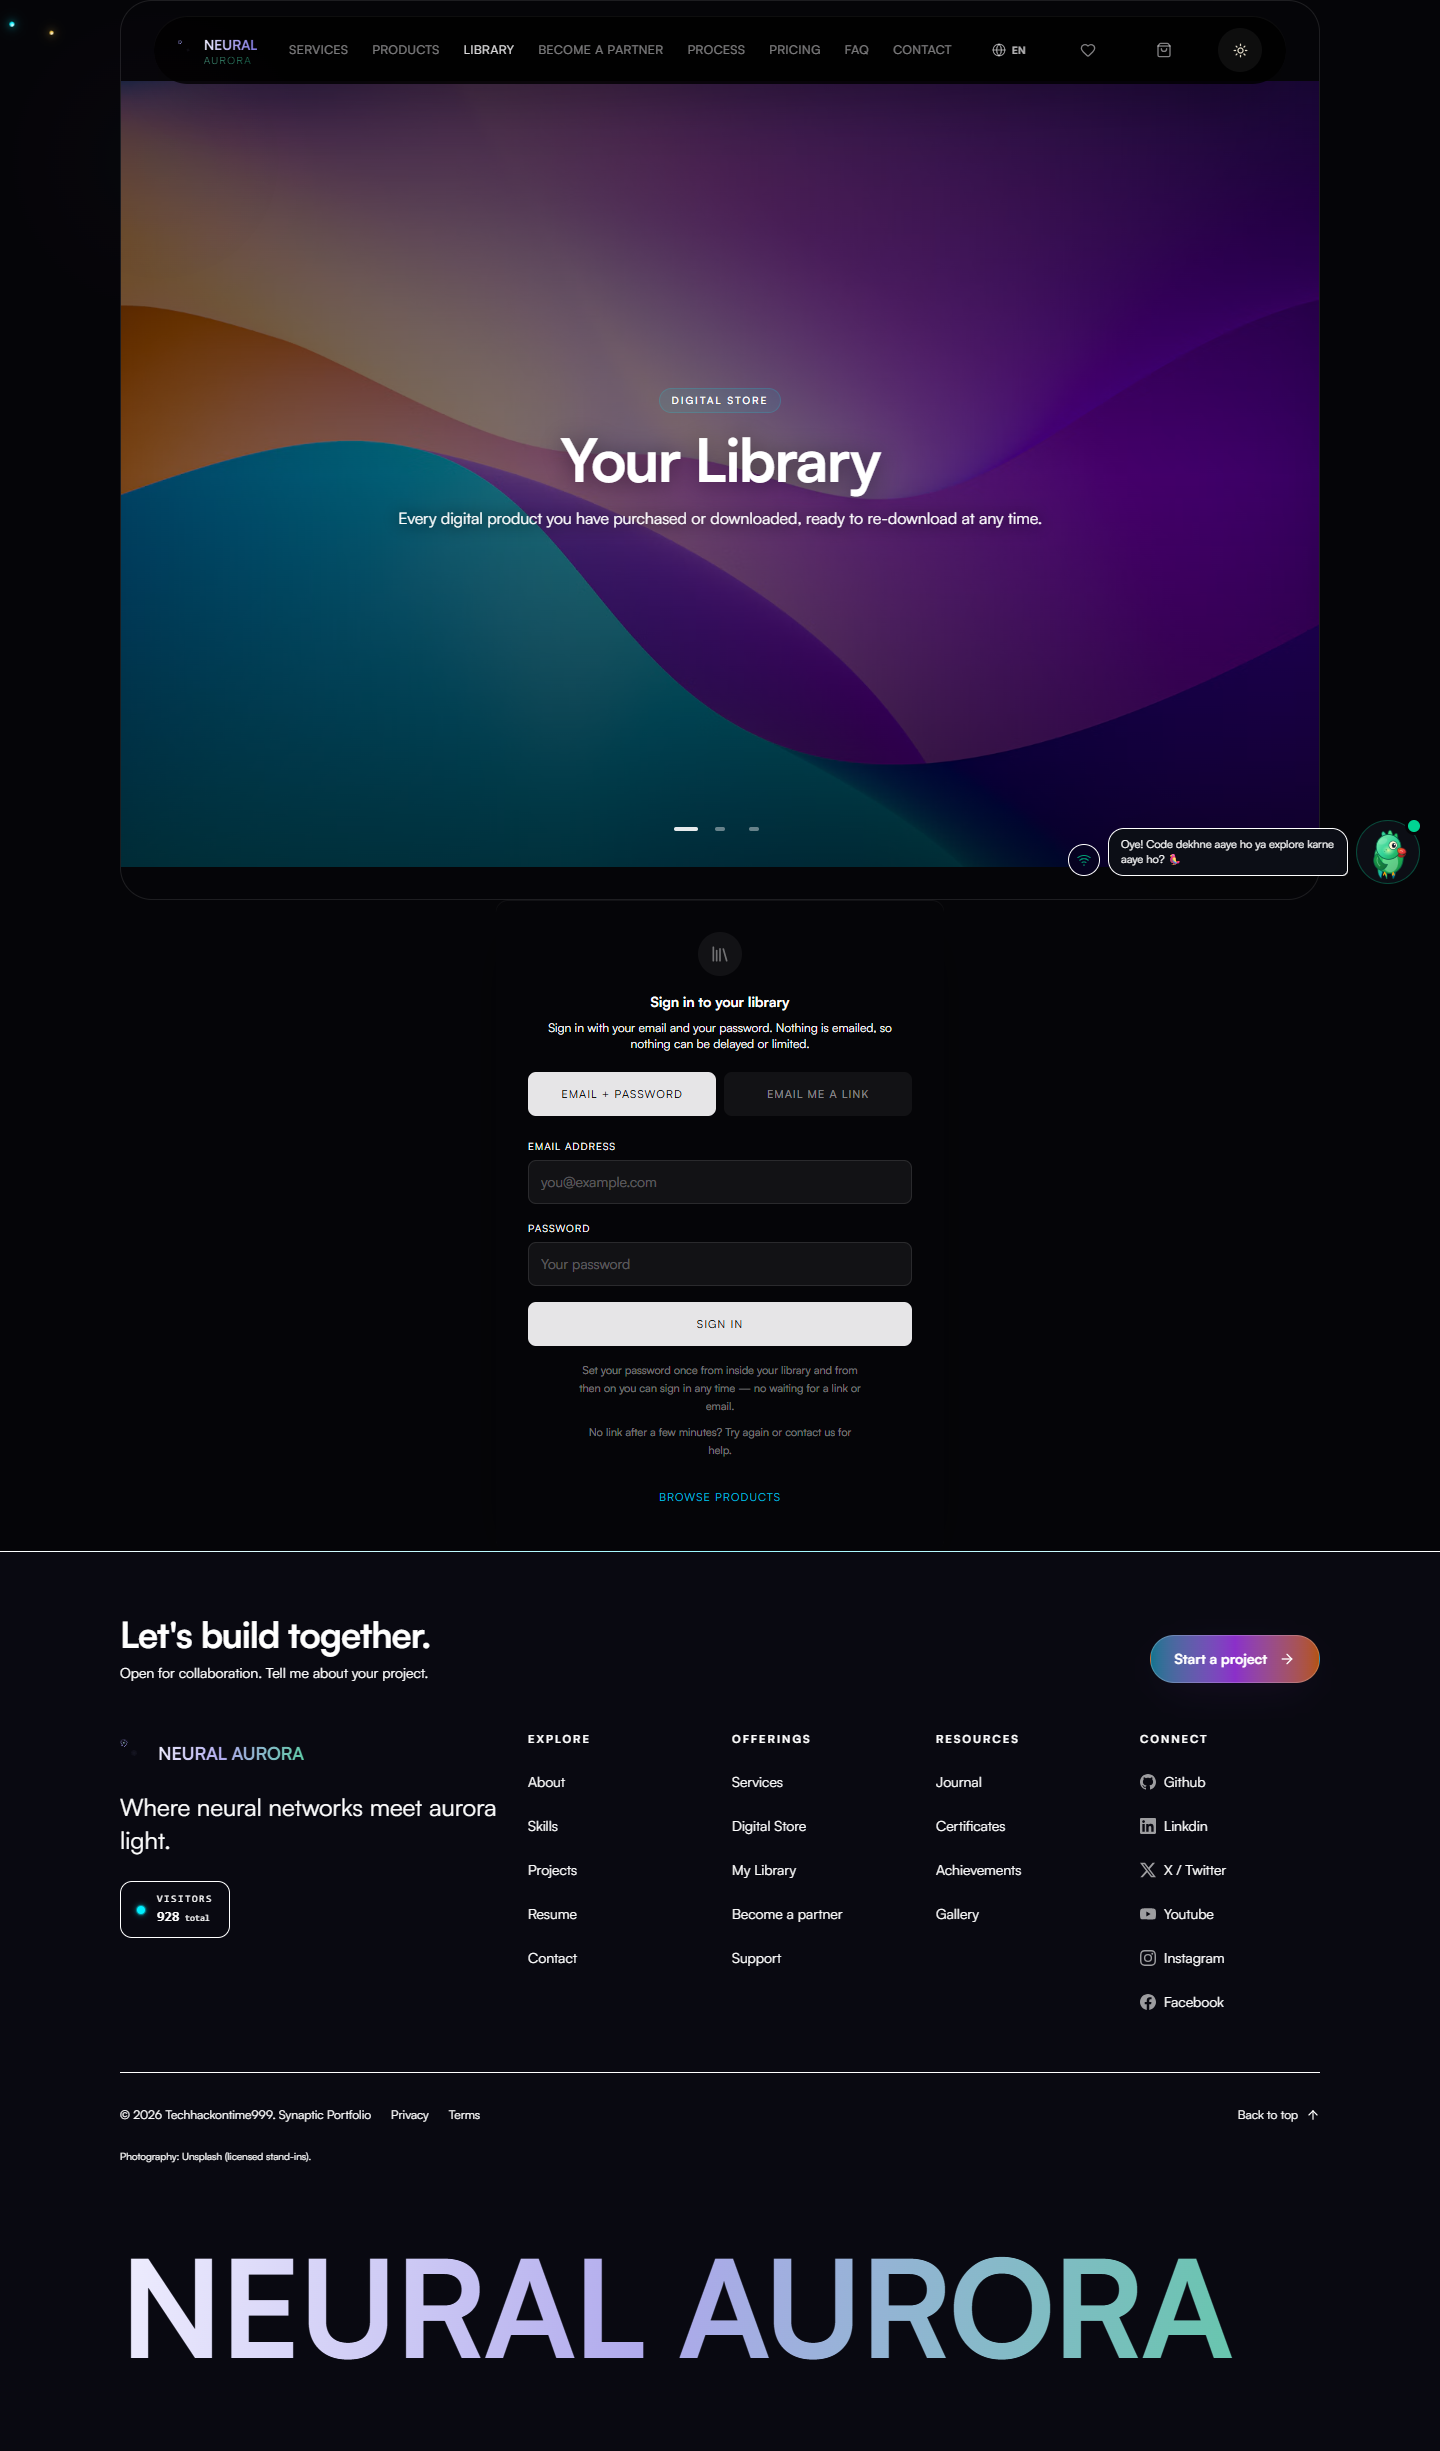 NEURAL
AURORA
SERVICES
PRODUCTS
LIBRARY
BECOME A PARTNER
PROCESS
PRICING
FAQ
CONTACT
EN
DIGITAL STORE
Your Library
Every digital product you have purchased or downloaded, ready to re-download at any time.
Oye! Code dekhne aaye ho ya explore karne
aaye ho?
Sign in to your library
Sign in with your email and your password. Nothing is emailed, so
nothing can be delayed or limited.
EMAIL + PASSWORD
EMAIL ME A LINK
EMAIL ADDRESS
you@example.com
PASSWORD
Your password
SIGN IN
Set your password once from inside your library and from
then on you can sign in any time — no waiting for a link or
email.
No link after a few minutes? Try again or contact us for
help.
BROWSE PRODUCTS
Let's build together.
Open for collaboration. Tell me about your project.
Start a project
NEURAL AURORA
Where neural networks meet aurora
light.
VISITORS
928 total
EXPLORE
About
Skills
Projects
Resume
Contact
OFFERINGS
Services
Digital Store
My Library
Become a partner
Support
RESOURCES
Journal
Certificates
Achievements
Gallery
CONNECT
Github
Linkdin
X / Twitter
Youtube
Instagram
Facebook
© 2026 Techhackontime999. Synaptic Portfolio
Privacy
Terms
Back to top
Photography: Unsplash (licensed stand-ins).
NEURAL AURORA